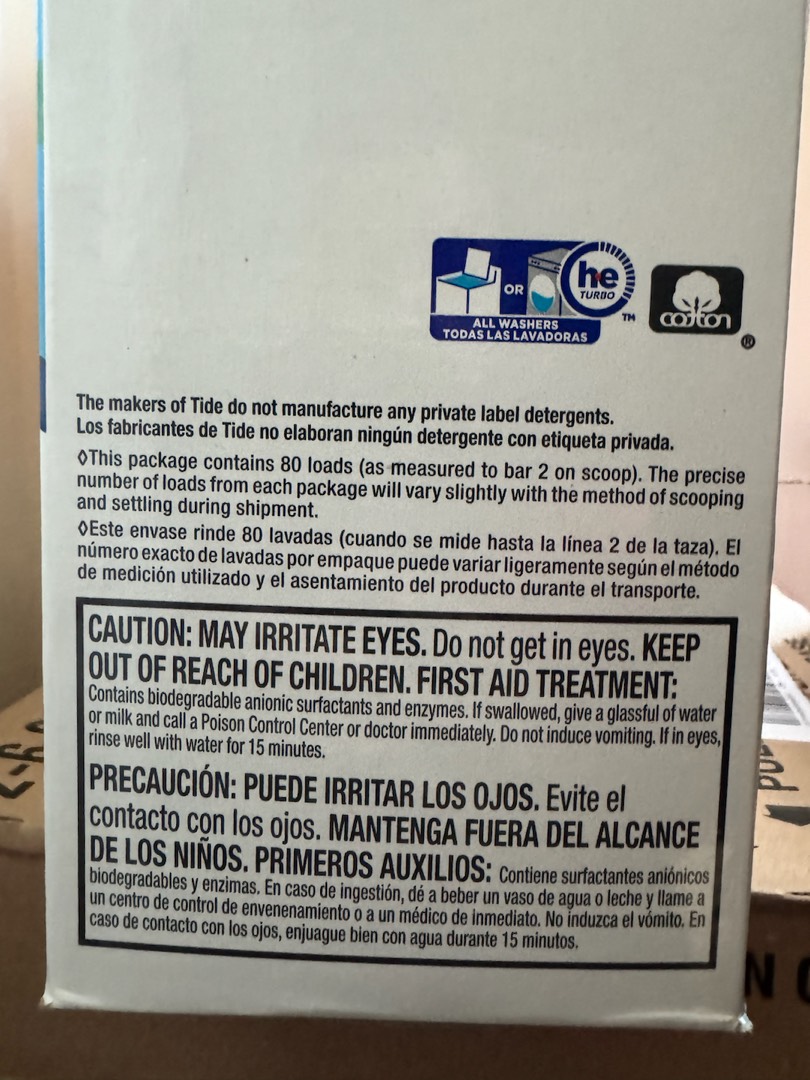 he
TURBO
OR
ALL WASHERS
TODAS LAS LAVADORAS
TM
cotton
®
The makers of Tide do not manufacture any private label detergents.
Los fabricantes de Tide no elaboran ningún detergente con etiqueta privada.
◊This package contains 80 loads (as measured to bar 2 on scoop). The precise
number of loads from each package will vary slightly with the method of scooping
and settling during shipment.
◊Este envase rinde 80 lavadas (cuando se mide hasta la línea 2 de la taza). El
número exacto de lavadas por empaque puede variar ligeramente según el método
de medición utilizado y el asentamiento del producto durante el transporte.
CAUTION: MAY IRRITATE EYES. Do not get in eyes. KEEP
OUT OF REACH OF CHILDREN. FIRST AID TREATMENT:
Contains biodegradable anionic surfactants and enzymes. If swallowed, give a glassful of water
or milk and call a Poison Control Center or doctor immediately. Do not induce vomiting. If in eyes,
rinse well with water for 15 minutes.
PRECAUCIÓN: PUEDE IRRITAR LOS OJOS. Evite el
contacto con los ojos. MANTENGA FUERA DEL ALCANCE
DE LOS NIÑOS. PRIMEROS AUXILIOS: Contiene surfactantes aniónicos
biodegradables y enzimas. En caso de ingestión, dé a beber un vaso de agua o leche y llame a
un centro de control de envenenamiento o a un médico de inmediato. No induzca el vómito. En
caso de contacto con los ojos, enjuague bien con agua durante 15 minutos.